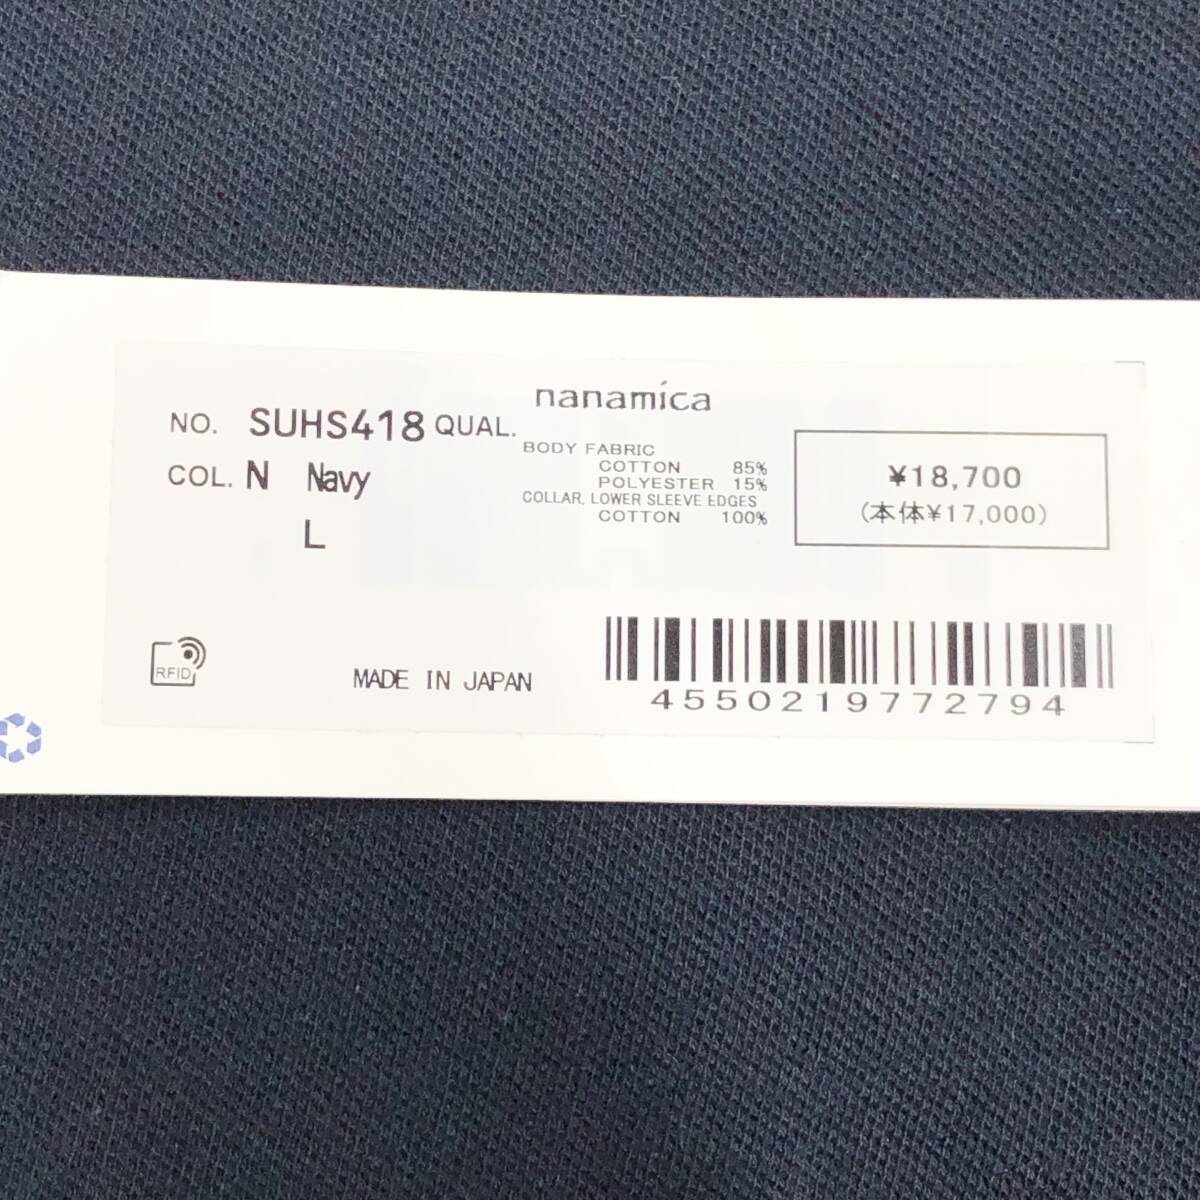 nanamica
NO. SUHS418 QUAL.
COL. N Navy
L
BODY FABRIC
COTTON 85%
POLYESTER 15%
COLLAR, LOWER SLEEVE EDGES
COTTON 100%
¥18,700
(本体¥17,000)
RFID
MADE IN JAPAN
4550219772794